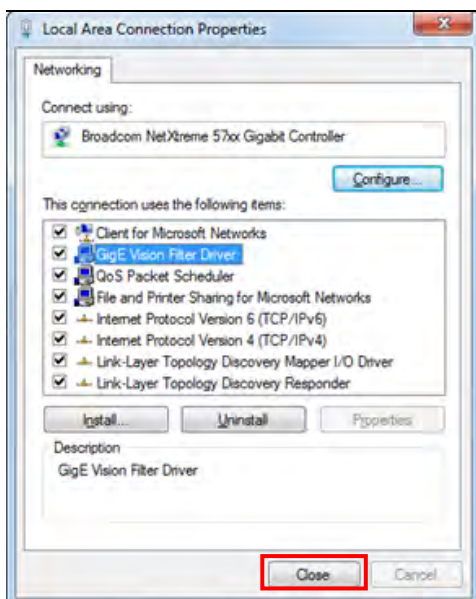 Local Area Connection Properties
Networking
Connect using:
Broadcom NetXtreme 57xx Gigabit Controller
Configure...
This connection uses the following items:
Client for Microsoft Networks
GigE Vision Filter Driver
QoS Packet Scheduler
File and Printer Sharing for Microsoft Networks
Internet Protocol Version 6 (TCP/IPv6)
Internet Protocol Version 4 (TCP/IPv4)
Link-Layer Topology Discovery Mapper I/O Driver
Link-Layer Topology Discovery Responder
Install... Uninstall Properties
Description
GigE Vision Filter Driver
Close Cancel